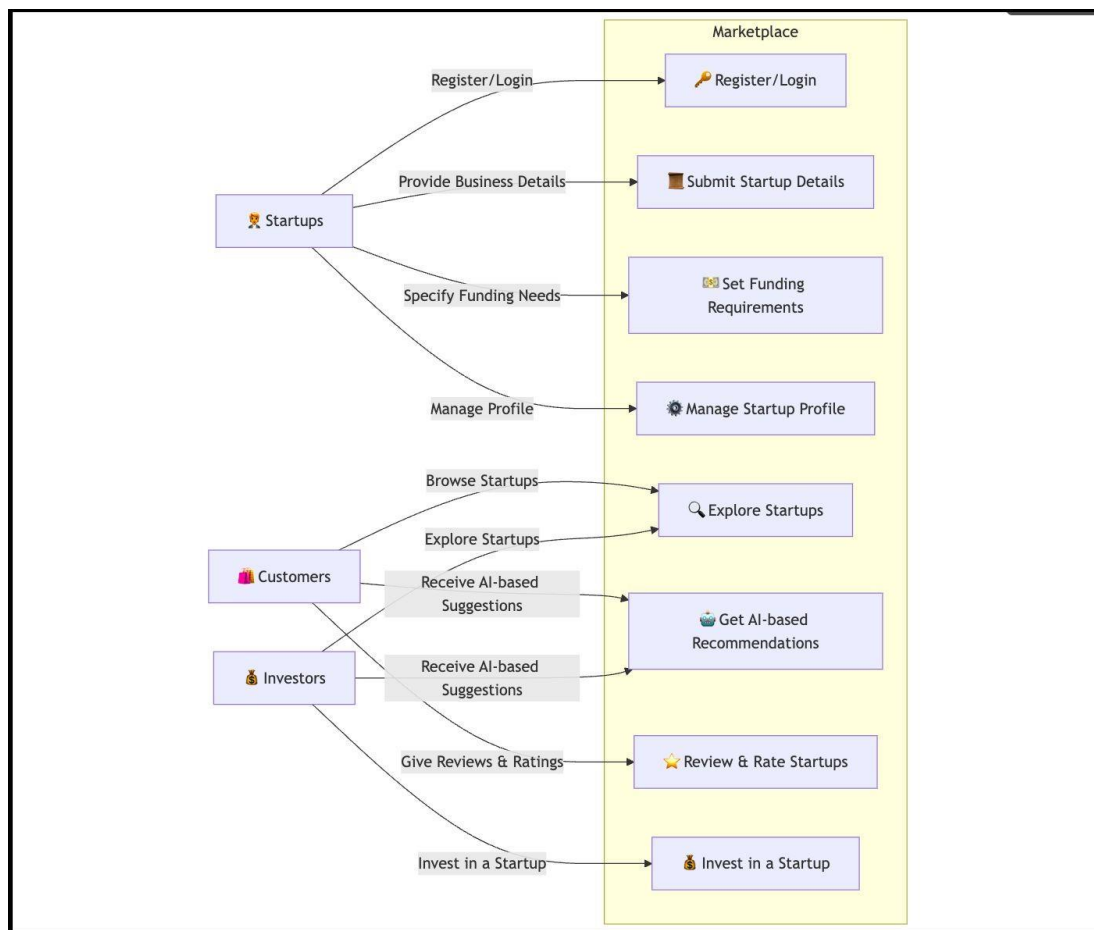 Marketplace
Register/Login
🔑 Register/Login
Provide Business Details
📜 Submit Startup Details
Startups
Specify Funding Needs
💵 Set Funding
Requirements
Manage Profile
⚙ Manage Startup Profile
Browse Startups
🔍 Explore Startups
Explore Startups
🛍 Customers
Receive AI-based
Suggestions
🤖 Get AI-based
Recommendations
💰 Investors
Receive AI-based
Suggestions
Give Reviews & Ratings
⭐ Review & Rate Startups
Invest in a Startup
💰 Invest in a Startup